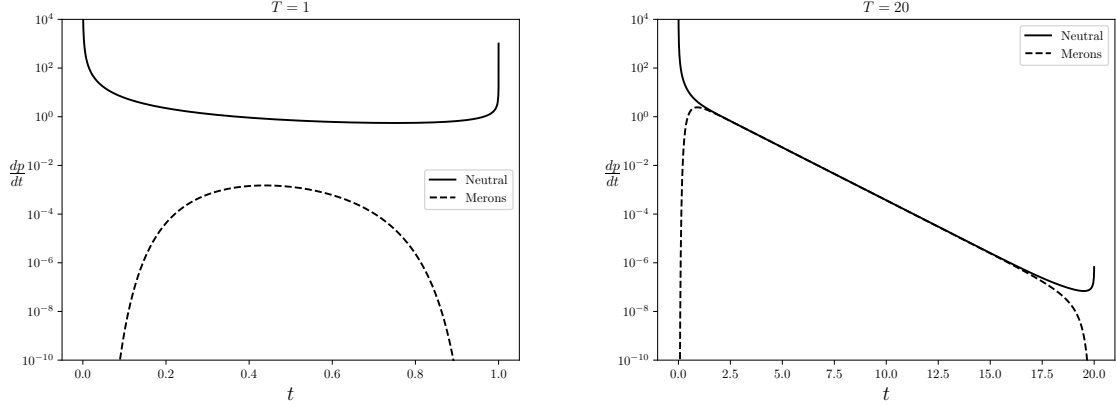 T = 1
10^4
10^2
10^0
dp/dt
10^−2
10^−4
10^−6
10^−8
10^−10
0.0 0.2 0.4 0.6 0.8 1.0
t
Neutral
Merons
T = 20
10^4
10^2
10^0
dp/dt
10^−2
10^−4
10^−6
10^−8
10^−10
0.0 2.5 5.0 7.5 10.0 12.5 15.0 17.5 20.0
t
Neutral
Merons